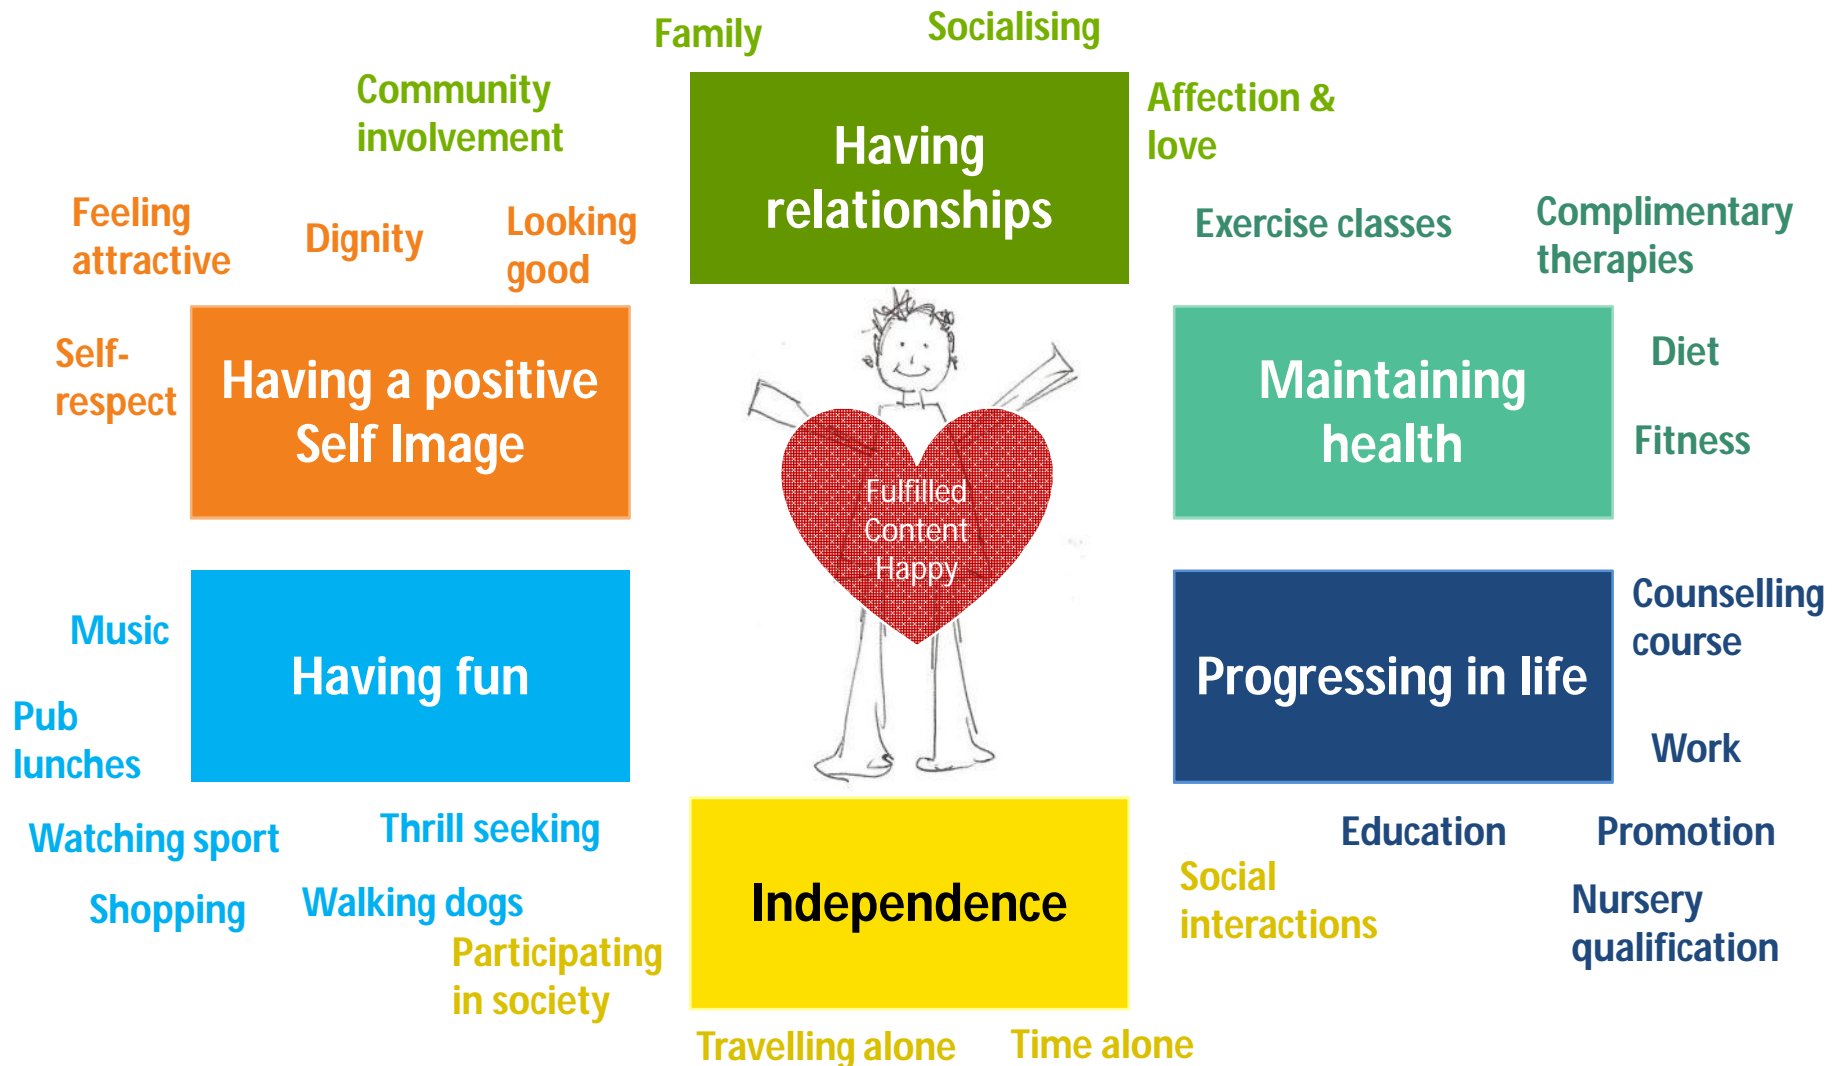 Family
Socialising
Community
involvement
Having
relationships
Affection &
love
Feeling
attractive
Dignity
Looking
good
Self-
respect
Having a positive
Self Image
Exercise classes
Complimentary
therapies
Maintaining
health
Diet
Fitness
Fulfilled
Content
Happy
Music
Pub
lunches
Having fun
Watching sport
Thrill seeking
Shopping
Walking dogs
Progressing in life
Counselling
course
Work
Education
Promotion
Nursery
qualification
Independence
Social
interactions
Participating
in society
Travelling alone
Time alone